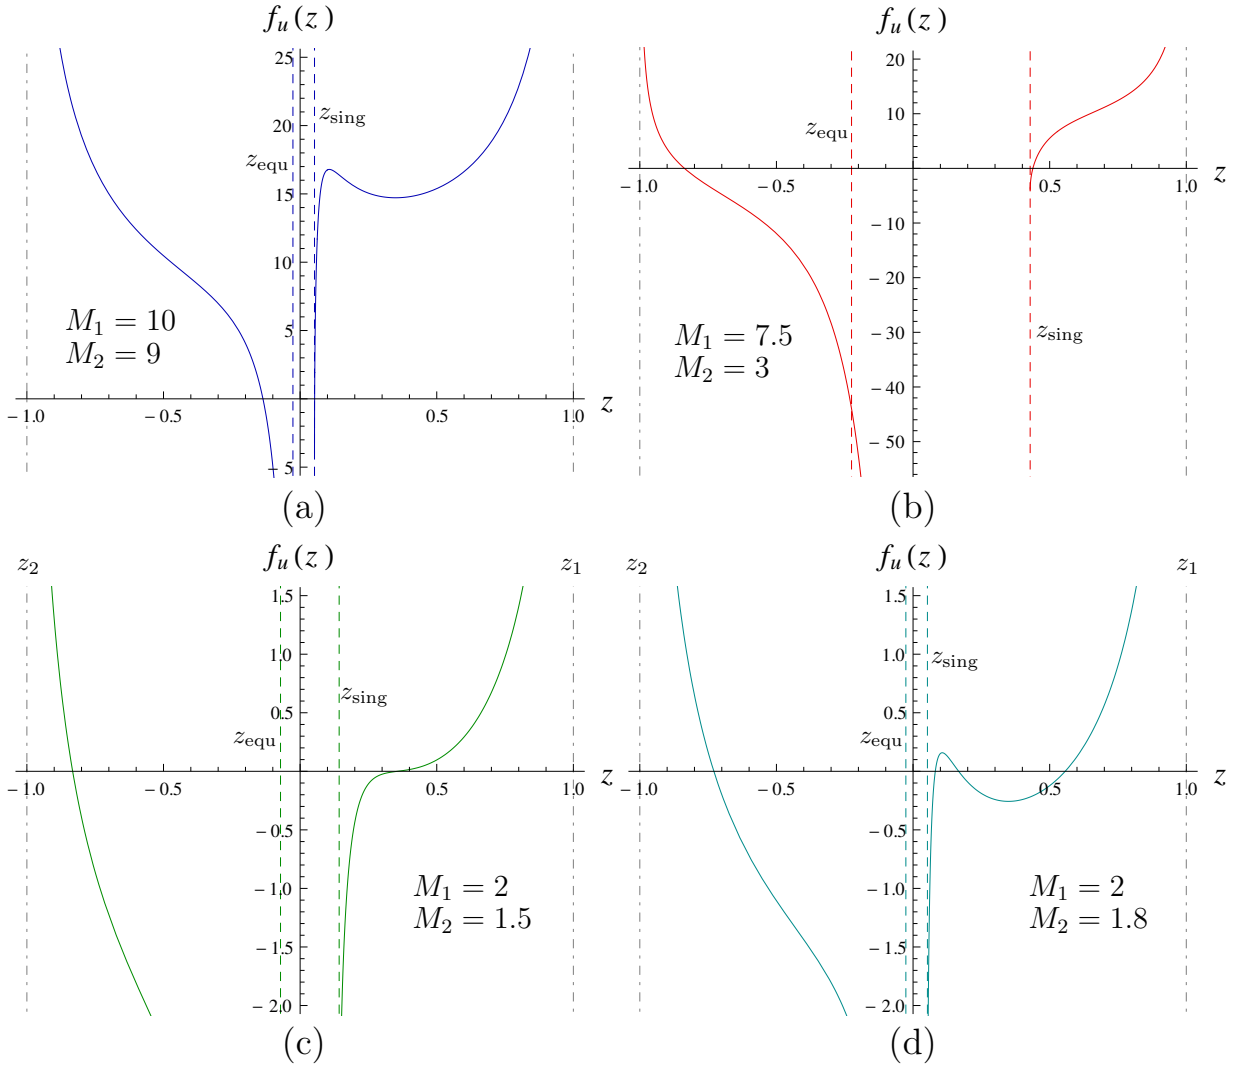 f_u(z)
25
20
15
10
5
− 5
z_sing
z_equ
M_1 = 10
M_2 = 9
− 1.0
− 0.5
0.5
1.0
z
(a)
f_u(z)
20
10
− 10
− 20
− 30
− 40
− 50
z_equ
− 1.0
− 0.5
0.5
1.0
z
M_1 = 7.5
M_2 = 3
z_sing
(b)
z_2
f_u(z)
z_1
1.5
1.0
0.5
− 0.5
− 1.0
− 1.5
− 2.0
z_sing
z_equ
− 1.0
− 0.5
0.5
1.0
z
M_1 = 2
M_2 = 1.5
(c)
z_2
f_u(z)
z_1
1.5
1.0
0.5
− 0.5
− 1.0
− 1.5
− 2.0
z_sing
z_equ
− 1.0
− 0.5
0.5
1.0
z
M_1 = 2
M_2 = 1.8
(d)